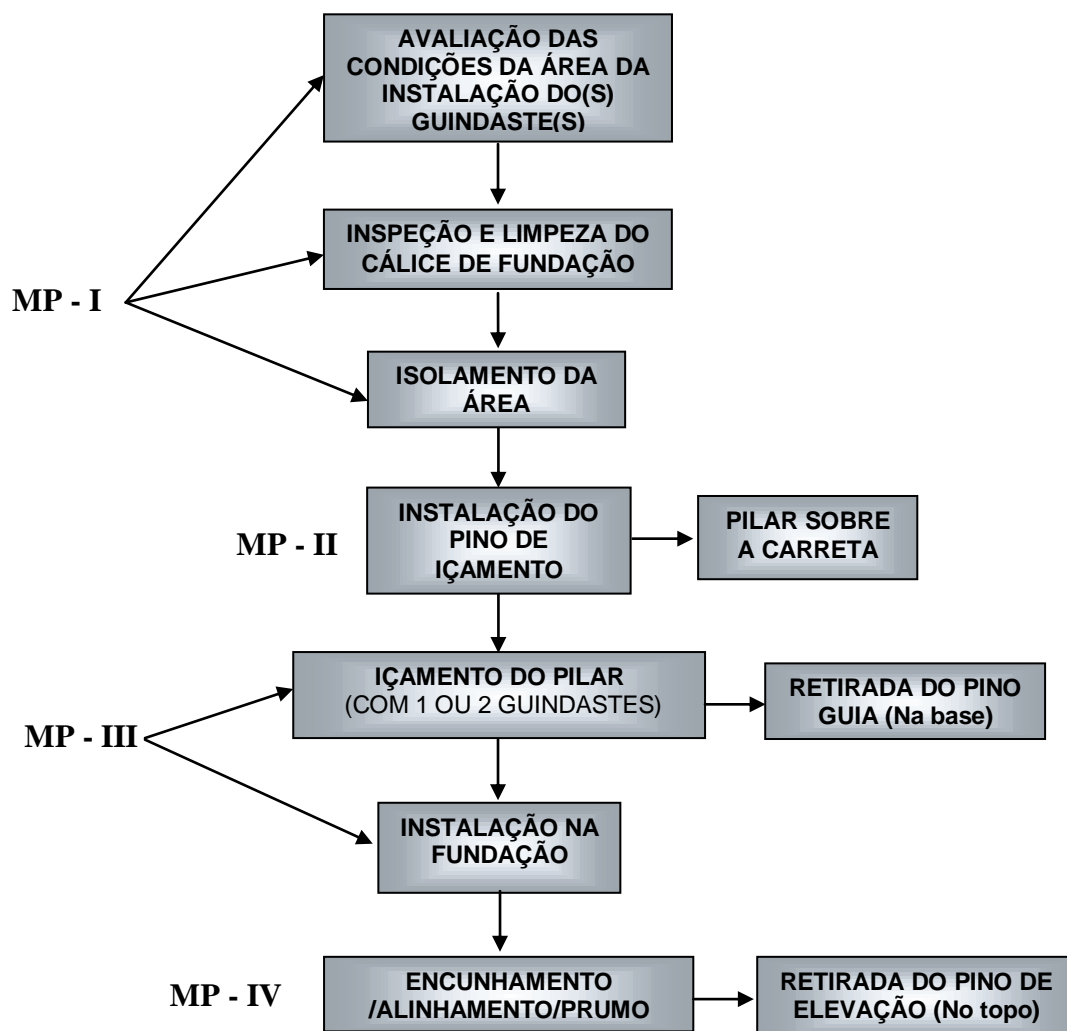 AVALIAÇÃO DAS
CONDIÇÕES DA ÁREA DA
INSTALAÇÃO DO(S)
GUINDASTE(S)
INSPEÇÃO E LIMPEZA DO
CÁLICE DE FUNDAÇÃO
MP - I
ISOLAMENTO DA
ÁREA
MP - II
INSTALAÇÃO DO
PINO DE
IÇAMENTO
PILAR SOBRE
A CARRETA
IÇAMENTO DO PILAR
(COM 1 OU 2 GUINDASTES)
RETIRADA DO PINO
GUIA (Na base)
MP - III
INSTALAÇÃO NA
FUNDAÇÃO
MP - IV
ENCUNHAMENTO
/ALINHAMENTO/PRUMO
RETIRADA DO PINO DE
ELEVAÇÃO (No topo)